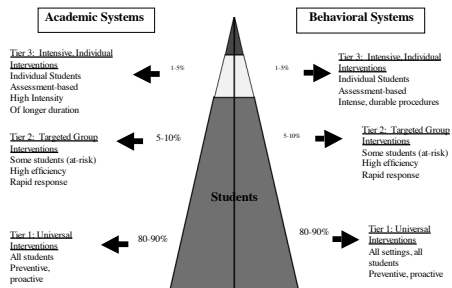 Academic Systems
Behavioral Systems
Tier 3: Intensive, Individual
Interventions
Individual Students
Assessment-based
High Intensity
Of longer duration
1-5%
1-5%
Tier 3: Intensive, Individual
Interventions
Individual Students
Assessment-based
Intense, durable procedures
Tier 2: Targeted Group
Interventions
Some students (at-risk)
High efficiency
Rapid response
5-10%
5-10%
Tier 2: Targeted Group
Interventions
Some students (at-risk)
High efficiency
Rapid response
Students
Tier 1: Universal
Interventions
All students
Preventive,
proactive
80-90%
80-90%
Tier 1: Universal
Interventions
All settings, all
students
Preventive, proactive